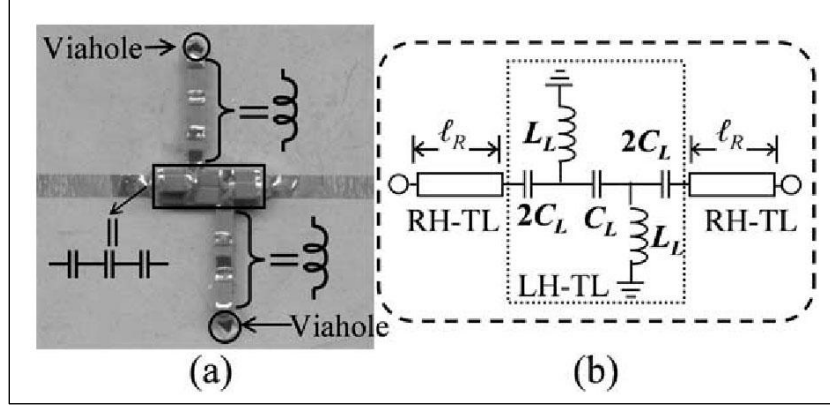 Viahole
Viahole
(a)
ℓR ℓR
LL 2CL
RH-TL 2CL CL LL RH-TL
LH-TL
(b)